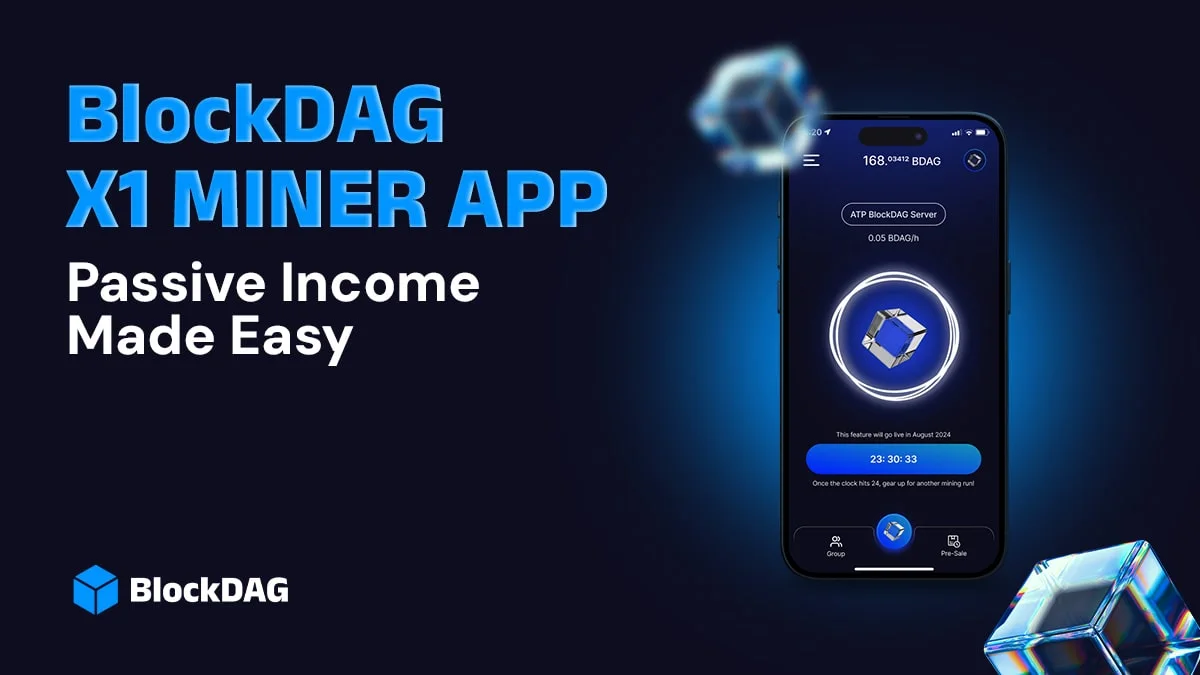 BlockDAG
X1 MINER APP
Passive Income
Made Easy
BlockDAG
:20
168.03412 BDAG
ATP BlockDAG Server
0.05 BDAG/h
This feature will go live in August 2024
23: 30: 33
Once the clock hits 24, gear up for another mining run!
Group
Pre-Sale